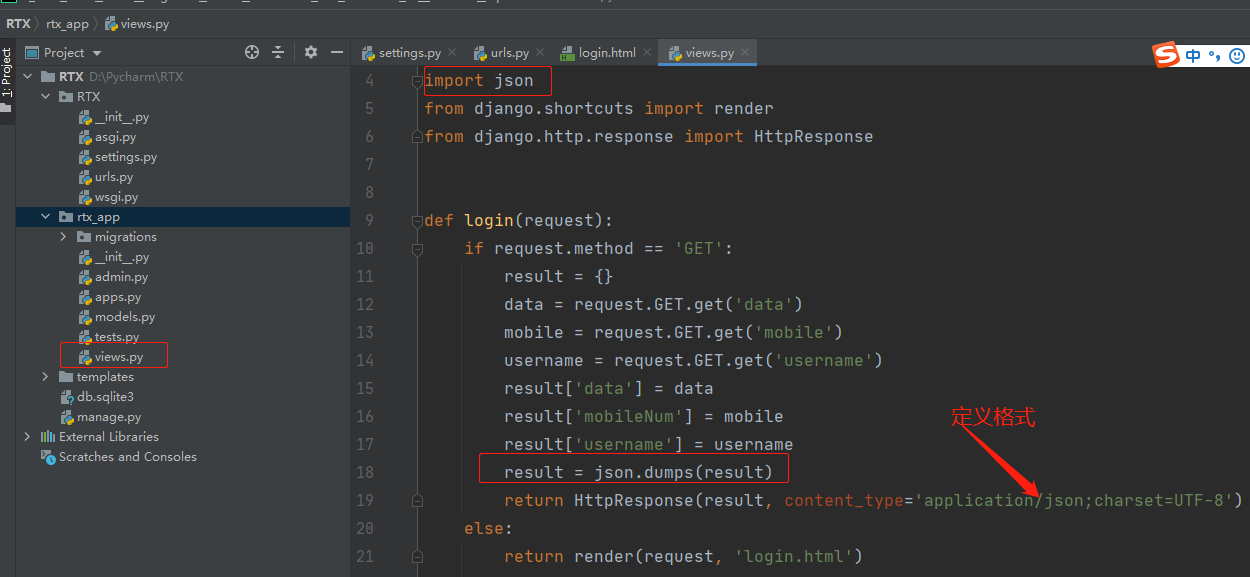 RTX rtx_app views.py
1: Project
Project
RTX D:\Pycharm\RTX
RTX
__init__.py
asgi.py
settings.py
urls.py
wsgi.py
rtx_app
migrations
__init__.py
admin.py
apps.py
models.py
tests.py
views.py
templates
db.sqlite3
manage.py
External Libraries
Scratches and Consoles
settings.py urls.py login.html views.py
S 中
4 import json
5 from django.shortcuts import render
6 from django.http.response import HttpResponse
7
8
9 def login(request):
10 if request.method == 'GET':
11 result = {}
12 data = request.GET.get('data')
13 mobile = request.GET.get('mobile')
14 username = request.GET.get('username')
15 result['data'] = data
16 result['mobileNum'] = mobile
17 result['username'] = username
定义格式
18 result = json.dumps(result)
19 return HttpResponse(result, content_type='application/json;charset=UTF-8')
20 else:
21 return render(request, 'login.html')